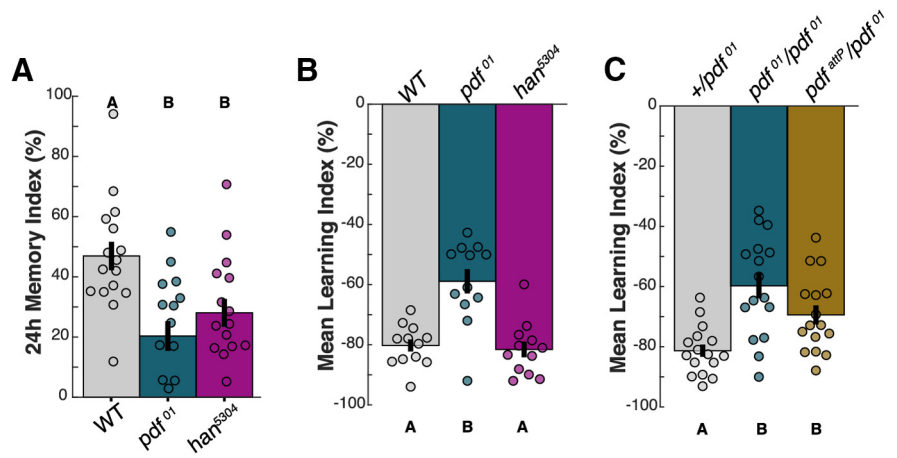 A
24h Memory Index (%)
100
80
60
40
20
0
A B B
WT
pdf 01
han5304
B
WT
pdf 01
han5304
Mean Learning Index (%)
0
-20
-40
-60
-80
-100
A B A
C
+/pdf 01
pdf 01/pdf 01
pdf attP/pdf 01
Mean Learning Index (%)
0
-20
-40
-60
-80
-100
A B B